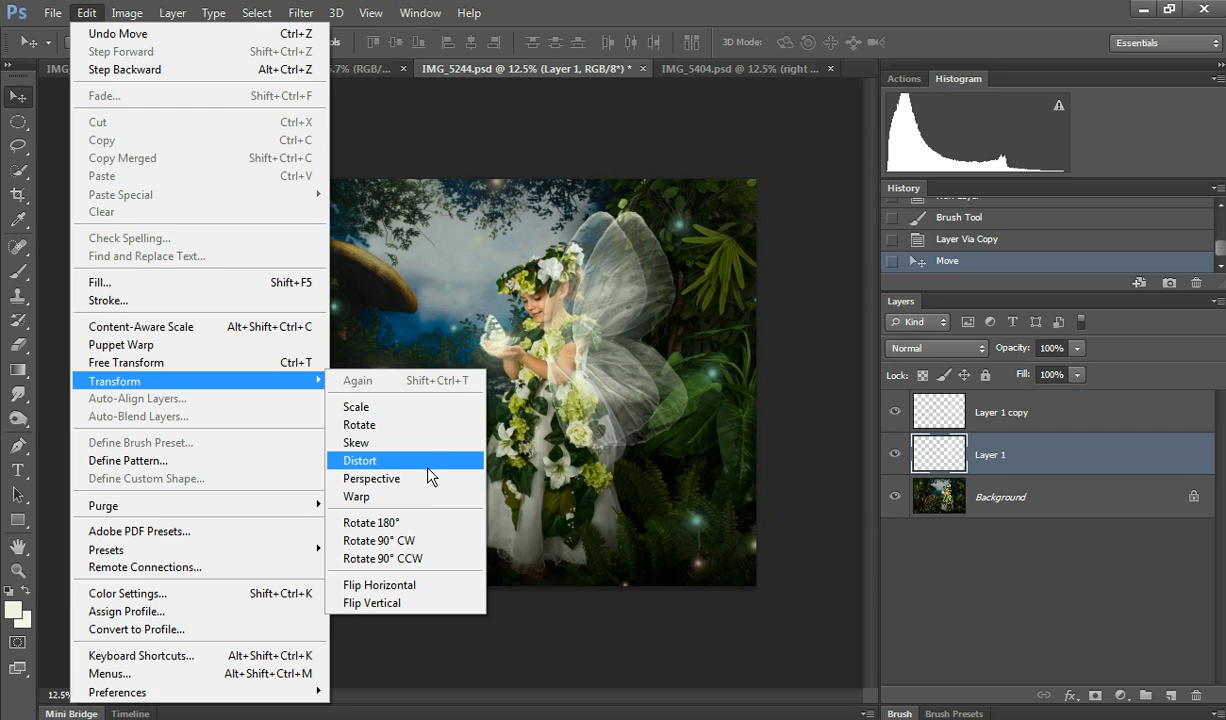 Ps File Edit Image Layer Type Select Filter 3D View Window Help
3D Mode: Essentials
IMG_5244.psd @ 12.5% (Layer 1, RGB/8*) * × IMG_5404.psd @ 12.5% (right ... ×
Undo Move Ctrl+Z
Step Forward Shift+Ctrl+Z
Step Backward Alt+Ctrl+Z
Fade... Shift+Ctrl+F
Cut Ctrl+X
Copy Ctrl+C
Copy Merged Shift+Ctrl+C
Paste Ctrl+V
Paste Special
Clear
Check Spelling...
Find and Replace Text...
Fill... Shift+F5
Stroke...
Content-Aware Scale Alt+Shift+Ctrl+C
Puppet Warp
Free Transform Ctrl+T
Transform
Auto-Align Layers...
Auto-Blend Layers...
Define Brush Preset...
Define Pattern...
Define Custom Shape...
Purge
Adobe PDF Presets...
Presets
Remote Connections...
Color Settings... Shift+Ctrl+K
Assign Profile...
Convert to Profile...
Keyboard Shortcuts... Alt+Shift+Ctrl+K
Menus... Alt+Shift+Ctrl+M
Preferences
Again Shift+Ctrl+T
Scale
Rotate
Skew
Distort
Perspective
Warp
Rotate 180°
Rotate 90° CW
Rotate 90° CCW
Flip Horizontal
Flip Vertical
Actions Histogram
History
Brush Tool
Layer Via Copy
Move
Layers
Kind
Normal Opacity: 100%
Lock: Fill: 100%
Layer 1 copy
Layer 1
Background
12.5%
Mini Bridge Timeline
Brush Brush Presets